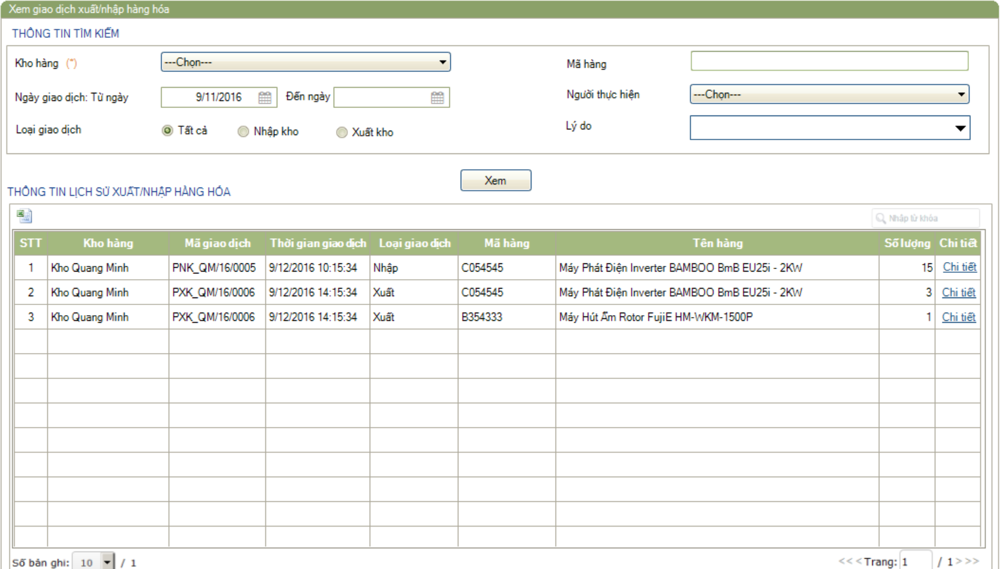 Xem giao dịch xuất/nhập hàng hóa
THÔNG TIN TÌM KIẾM
Kho hàng (*) ---Chọn--- Mã hàng
Ngày giao dịch: Từ ngày 9/11/2016 Đến ngày Người thực hiện ---Chọn---
Loại giao dịch Tất cả Nhập kho Xuất kho Lý do
Xem
THÔNG TIN LỊCH SỬ XUẤT/NHẬP HÀNG HÓA
Nhập từ khóa
STT Kho hàng Mã giao dịch Thời gian giao dịch Loại giao dịch Mã hàng Tên hàng Số lượng Chi tiết
1 Kho Quang Minh PNK_QM/16/0005 9/12/2016 10:15:34 Nhập C054545 Máy Phát Điện Inverter BAMBOO BmB EU25i - 2KW 15 Chi tiết
2 Kho Quang Minh PXK_QM/16/0006 9/12/2016 14:15:34 Xuất C054545 Máy Phát Điện Inverter BAMBOO BmB EU25i - 2KW 3 Chi tiết
3 Kho Quang Minh PXK_QM/16/0006 9/12/2016 14:15:34 Xuất B354333 Máy Hút Ẩm Rotor FujiE HM-WKM-1500P 1 Chi tiết
Số bản ghi: 10 / 1 <<< Trang: 1 / 1 >>>